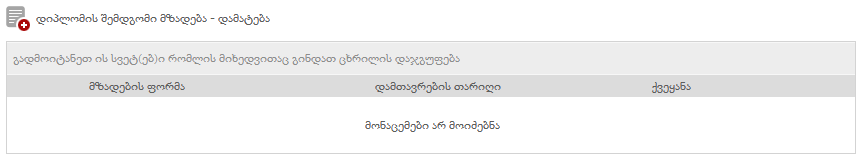 დიპლომის შემდგომი მზადება - დამატება
გადმოიტანეთ ის სვეტ(ებ)ი რომლის მიხედვითაც გინდათ ცხრილის დაჯგუფება
მზადების ფორმა დამთავრების თარიღი ქვეყანა
მონაცემები არ მოიძებნა